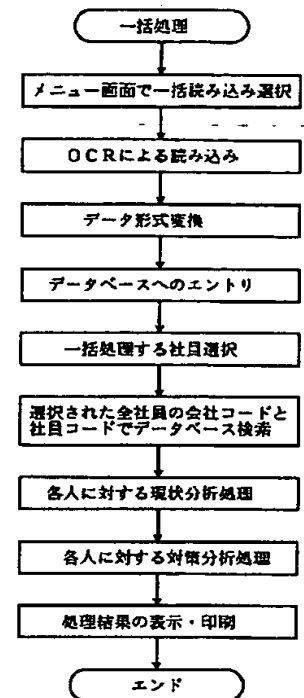 一括処理
メニュー画面で一括読み込み選択
OCRによる読み込み
データ形式変換
データベースへのエントリ
一括処理する社員選択
選択された全社員の会社コードと
社員コードでデータベース検索
各人に対する現状分析処理
各人に対する対策分析処理
処理結果の表示・印刷
エンド